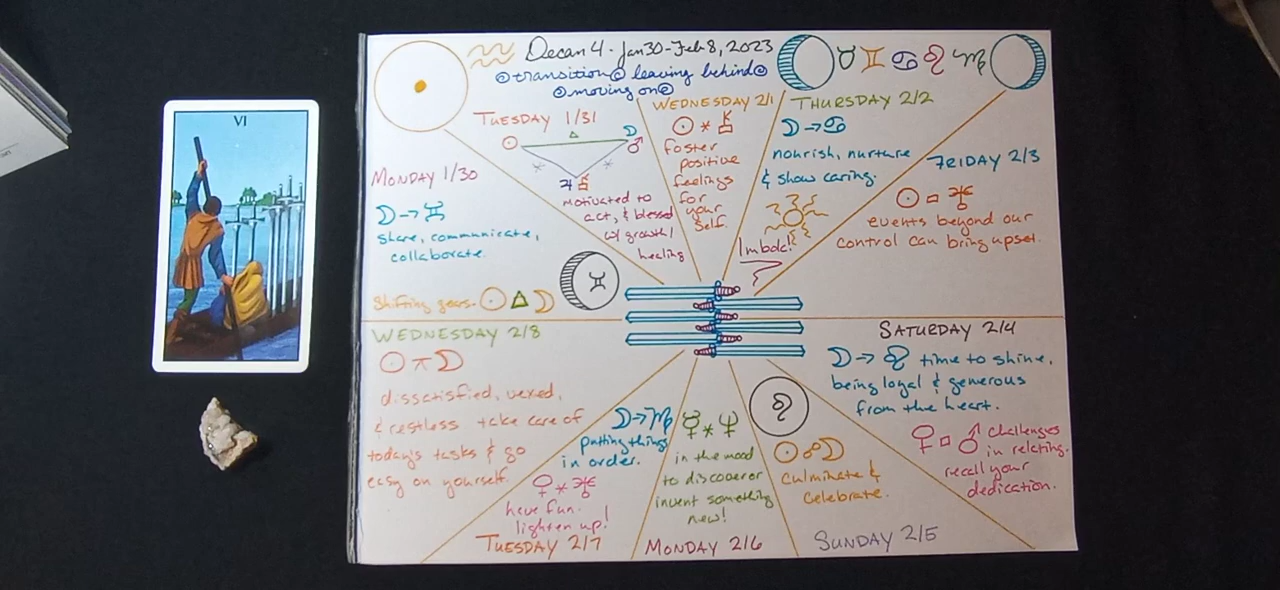 VI
Decan 4 · Jan 30 - Feb 8, 2023
transition leaving behind
moving on
TUESDAY 1/31
motivated to
act, & blessed
w/ growth/
healing
WEDNESDAY 2/1
foster
positive
feelings
for
your
self.
THURSDAY 2/2
nourish, nurture
& show caring.
Imbolc!
FRIDAY 2/3
events beyond our
control can bring upset.
MONDAY 1/30
share, communicate,
collaborate.
Shifting gears.
WEDNESDAY 2/8
dissatisfied, vexed,
& restless take care of
today's tasks & go
easy on yourself.
SATURDAY 2/4
time to shine,
being loyal & generous
from the heart.
challenges
in relating.
recall your
dedication.
putting things
in order.
have fun.
lighten up!
TUESDAY 2/7
in the mood
to discover or
invent something
new!
MONDAY 2/6
culminate &
celebrate.
SUNDAY 2/5